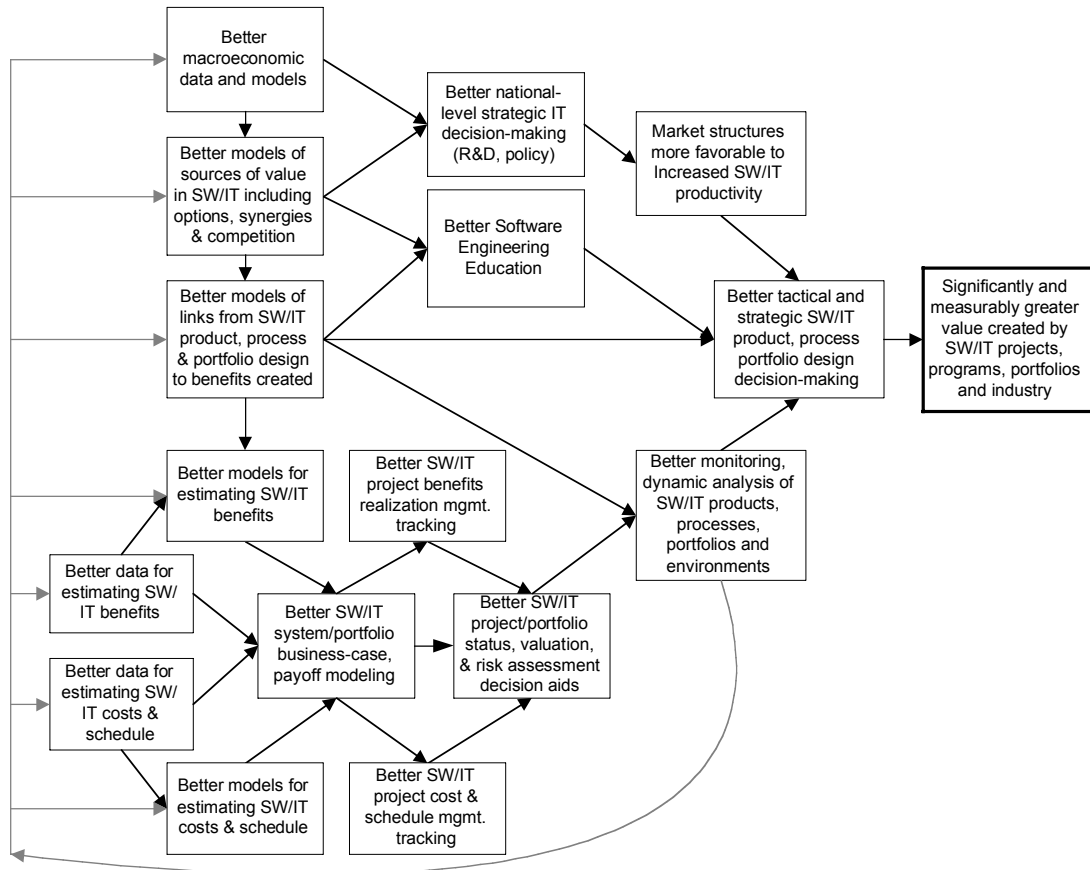 Better
macroeconomic
data and models
Better national-
level strategic IT
decision-making
(R&D, policy)
Market structures
more favorable to
Increased SW/IT
productivity
Better models of
sources of value
in SW/IT including
options, synergies
& competition
Better Software
Engineering
Education
Better models of
links from SW/IT
product, process
& portfolio design
to benefits created
Better tactical and
strategic SW/IT
product, process
portfolio design
decision-making
Significantly and
measurably greater
value created by
SW/IT projects,
programs, portfolios
and industry
Better models for
estimating SW/IT
benefits
Better SW/IT
project benefits
realization mgmt.
tracking
Better monitoring,
dynamic analysis of
SW/IT products,
processes,
portfolios and
environments
Better data for
estimating SW/
IT benefits
Better SW/IT
system/portfolio
business-case,
payoff modeling
Better SW/IT
project/portfolio
status, valuation,
& risk assessment
decision aids
Better data for
estimating SW/
IT costs &
schedule
Better models for
estimating SW/IT
costs & schedule
Better SW/IT
project cost &
schedule mgmt.
tracking